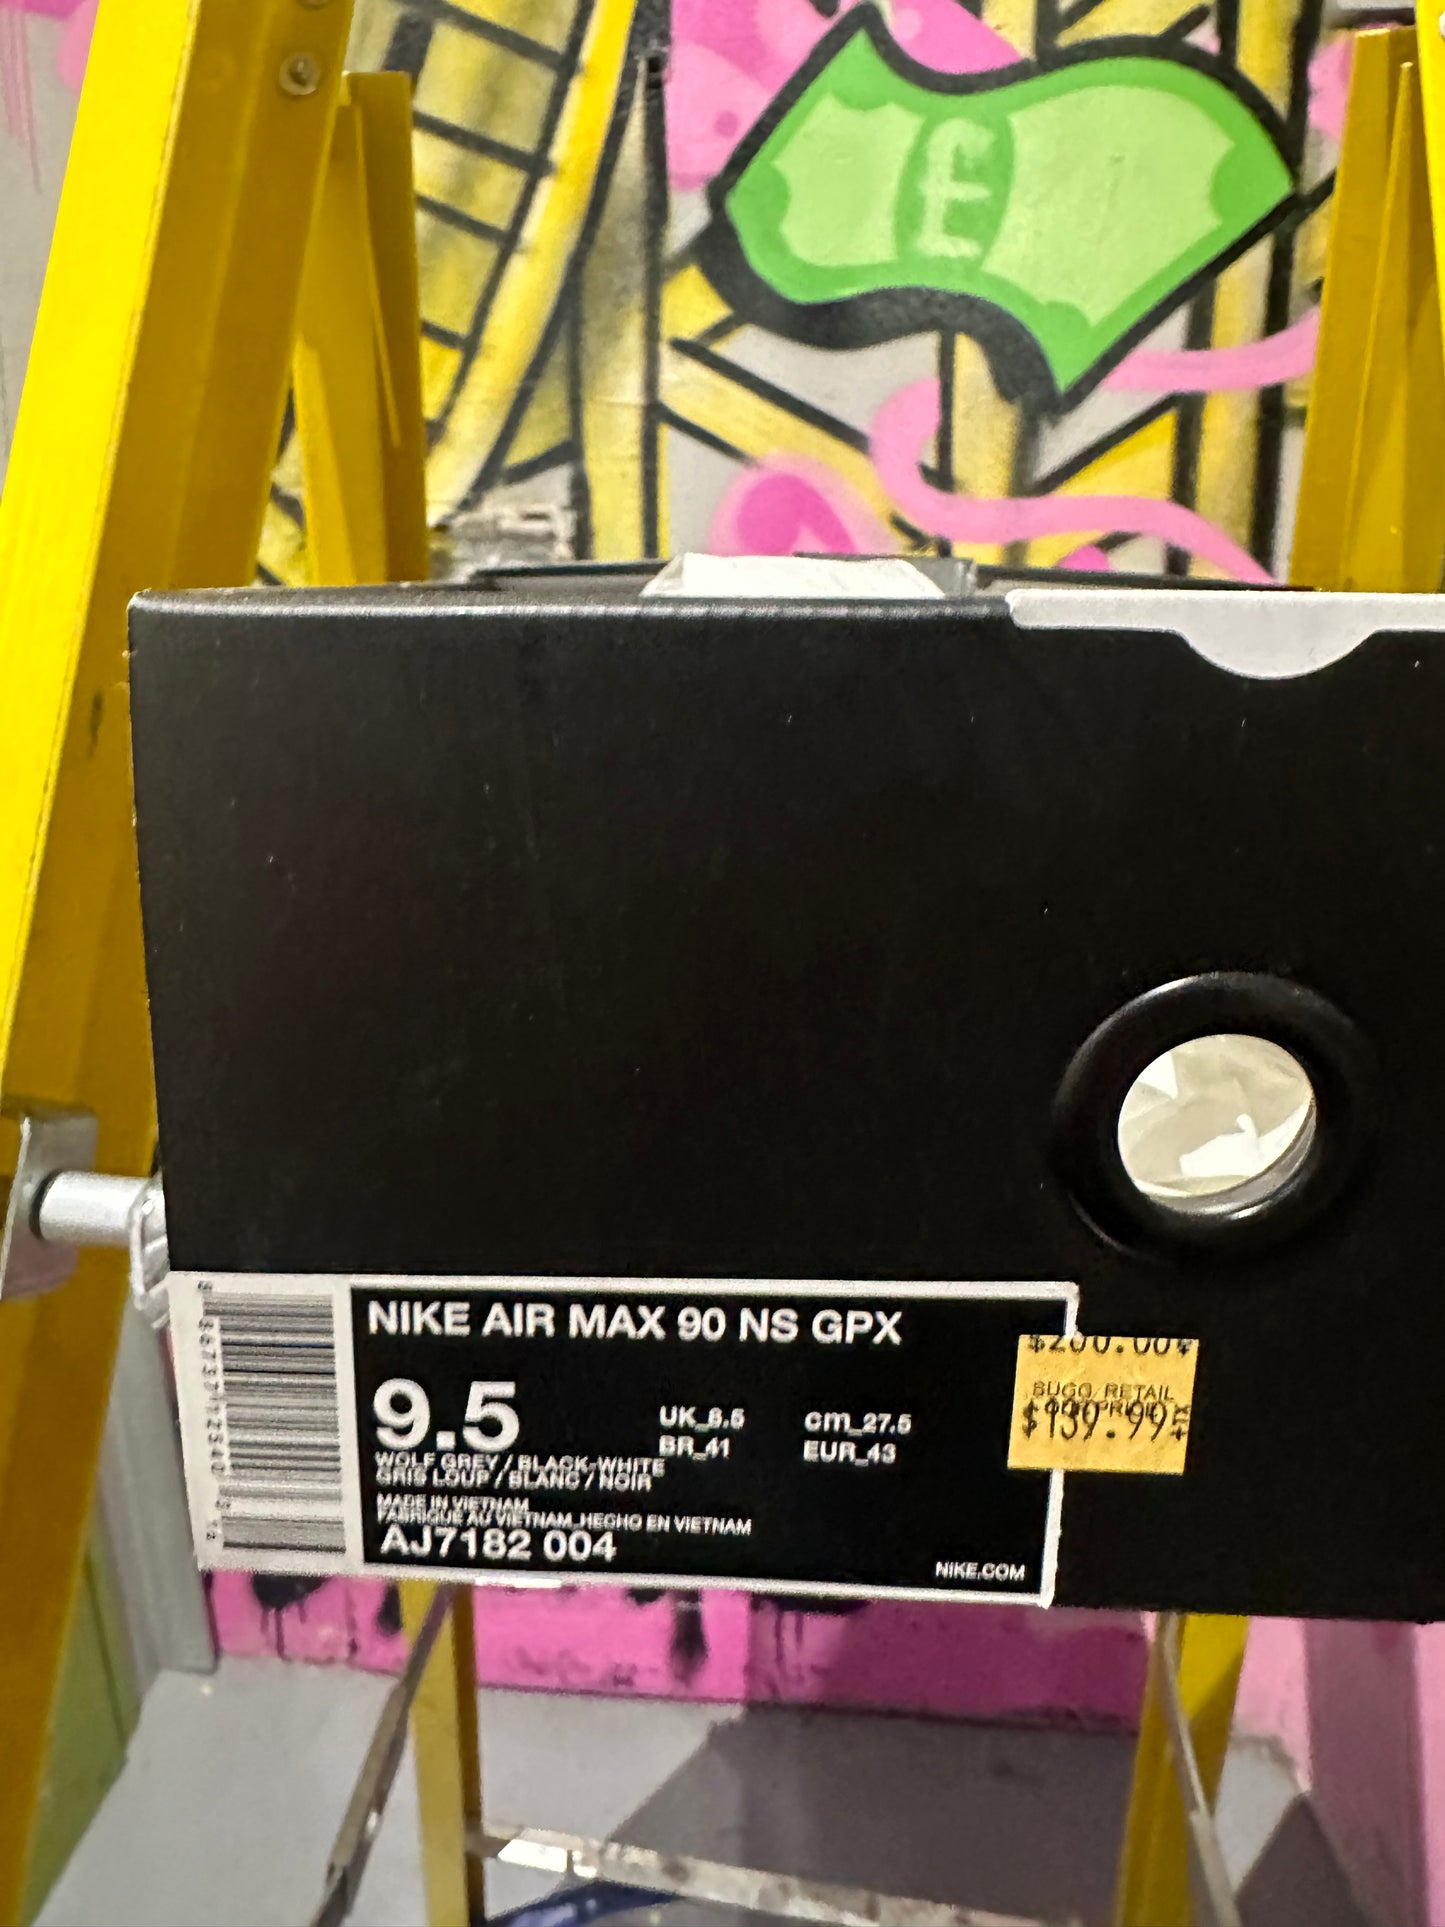 £
NIKE AIR MAX 90 NS GPX
9.5
UK_8.5
cm_27.5
BR_41
EUR_43
WOLF GREY / BLACK-WHITE
GRIS LOUP / BLANC / NOIR
MADE IN VIETNAM
FABRIQUE AU VIETNAM_HECHO EN VIETNAM
AJ7182 004
NIKE.COM
$200.00
SUGG RETAIL
$139.99